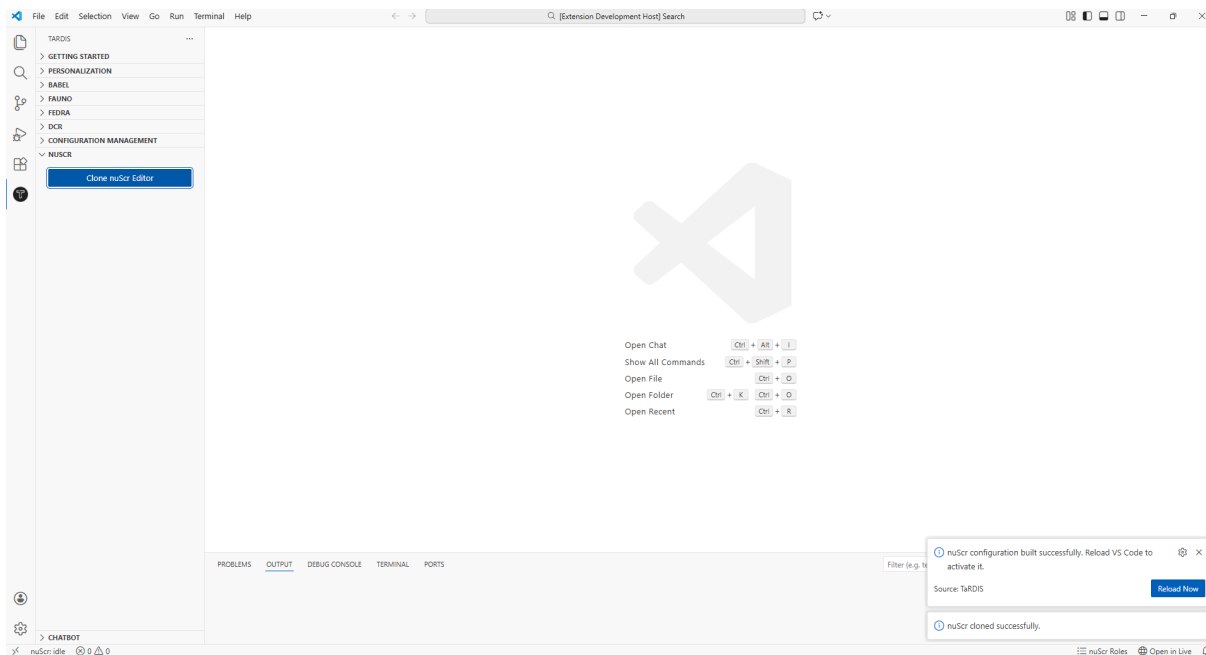 File Edit Selection View Go Run Terminal Help
[Extension Development Host] Search
TARDIS
GETTING STARTED
PERSONALIZATION
BABEL
FAUNO
FEDRA
DCR
CONFIGURATION MANAGEMENT
NUSCR
Clone nuScr Editor
Open Chat Ctrl + Alt + I
Show All Commands Ctrl + Shift + P
Open File Ctrl + O
Open Folder Ctrl + K Ctrl + O
Open Recent Ctrl + R
PROBLEMS OUTPUT DEBUG CONSOLE TERMINAL PORTS
Filter (e.g.
nuScr configuration built successfully. Reload VS Code to
activate it.
Source: TaRDIS
Reload Now
nuScr cloned successfully.
CHATBOT
nuScr: idle 0 0
nuScr Roles Open in Live